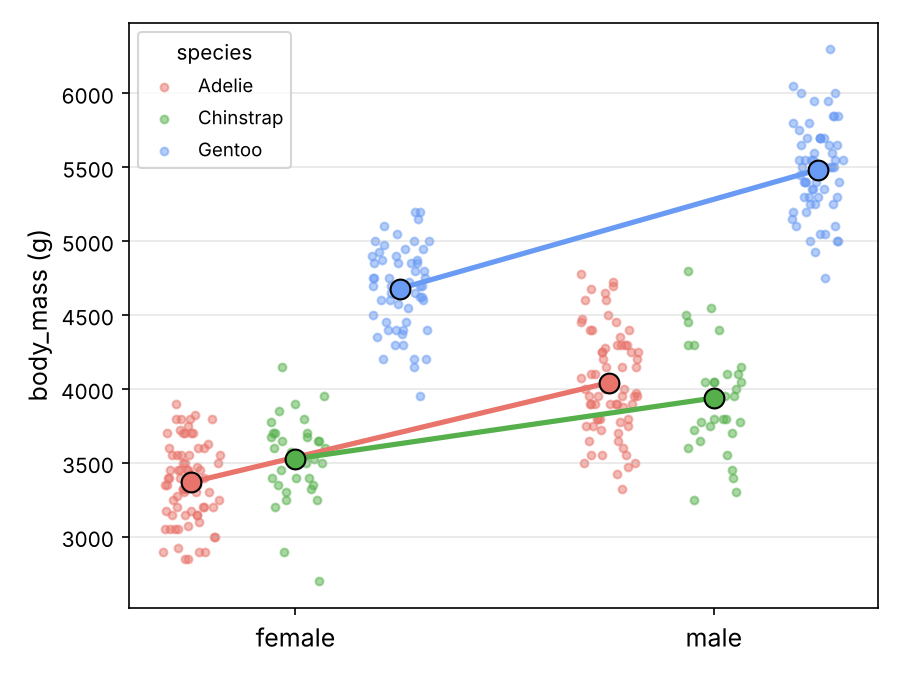 species
Adelie
Chinstrap
Gentoo
body_mass (g)
6000
5500
5000
4500
4000
3500
3000
female
male